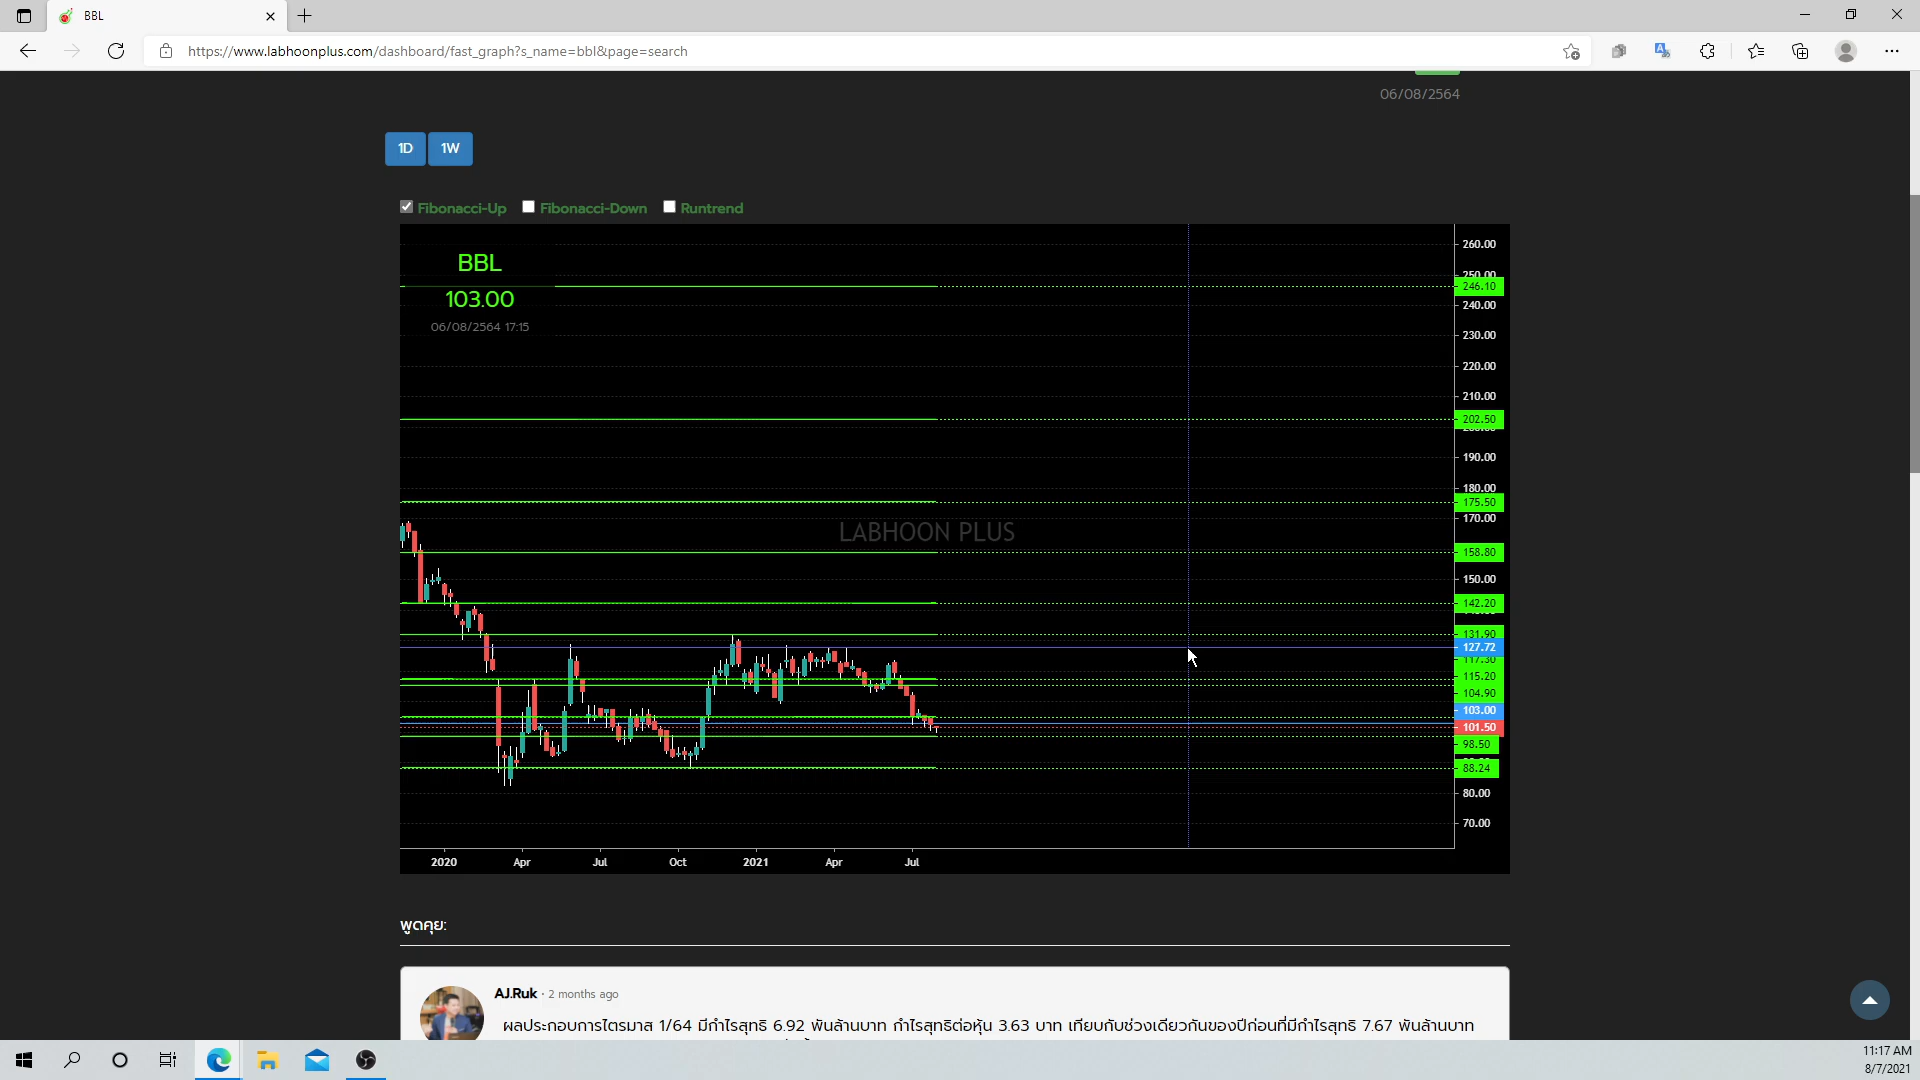 BBL
https://www.labhoonplus.com/dashboard/fast_graph?s_name=bbl&page=search
06/08/2564
1D 1W
Fibonacci-Up Fibonacci-Down Runtrend
BBL
103.00
06/08/2564 17:15
LABHOON PLUS
260.00
250.00
246.10
240.00
230.00
220.00
210.00
202.50
190.00
180.00
175.50
170.00
158.80
150.00
142.20
131.90
127.72
117.30
115.20
104.90
103.00
101.50
98.50
88.24
80.00
70.00
2020 Apr Jul Oct 2021 Apr Jul
พูดคุย:
AJ.Ruk · 2 months ago
ผลประกอบการไตรมาส 1/64 มีกำไรสุทธิ 6.92 พันล้านบาท กำไรสุทธิต่อหุ้น 3.63 บาท เทียบกับช่วงเดียวกันของปีก่อนที่มีกำไรสุทธิ 7.67 พันล้านบาท
11:17 AM
8/7/2021